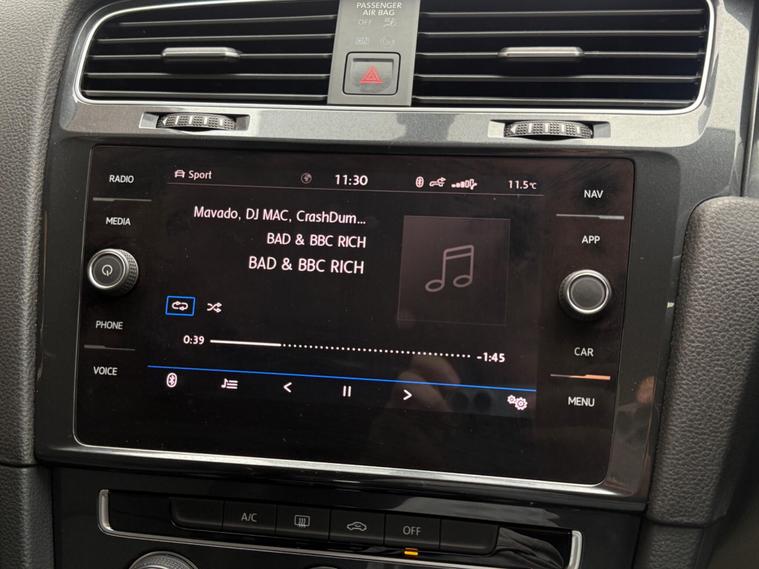 PASSENGER
AIR BAG
OFF
ON
RADIO
MEDIA
PHONE
VOICE
Sport
11:30
11.5°C
Mavado, DJ MAC, CrashDum...
BAD & BBC RICH
BAD & BBC RICH
0:39
-1:45
NAV
APP
CAR
MENU
A/C
OFF